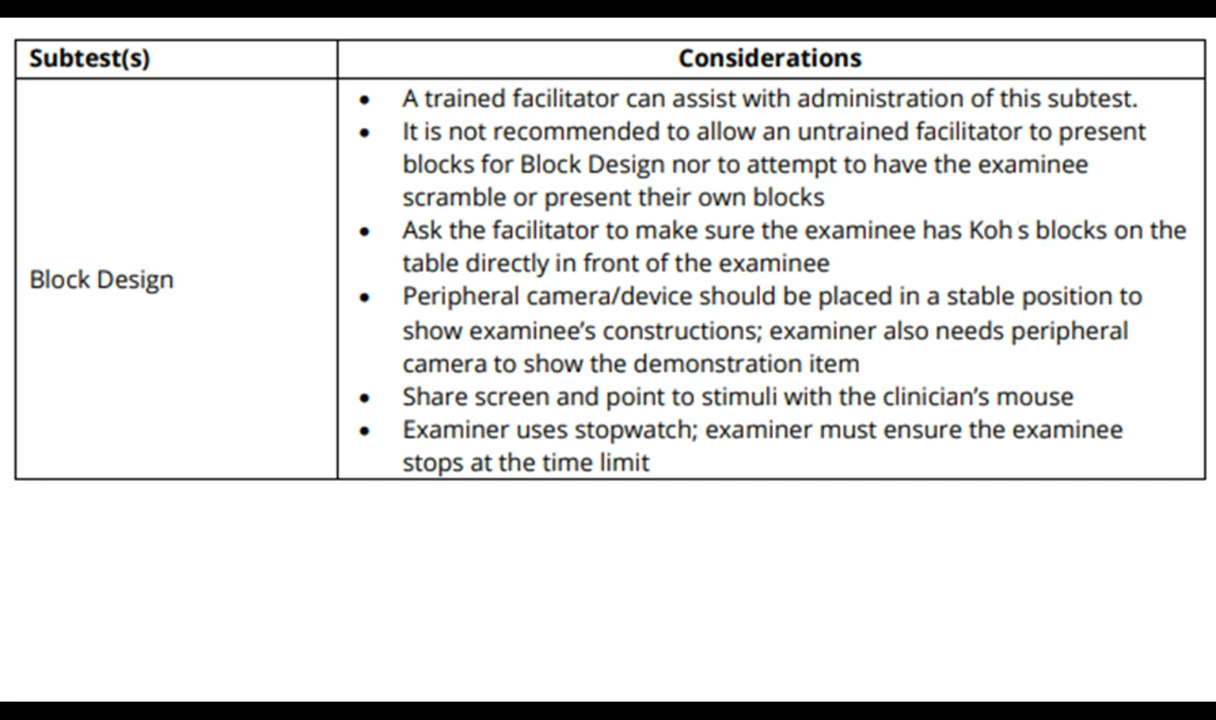 Subtest(s)
Considerations
Block Design
• A trained facilitator can assist with administration of this subtest.
• It is not recommended to allow an untrained facilitator to present
blocks for Block Design nor to attempt to have the examinee
scramble or present their own blocks
• Ask the facilitator to make sure the examinee has Koh's blocks on the
table directly in front of the examinee
• Peripheral camera/device should be placed in a stable position to
show examinee’s constructions; examiner also needs peripheral
camera to show the demonstration item
• Share screen and point to stimuli with the clinician’s mouse
• Examiner uses stopwatch; examiner must ensure the examinee
stops at the time limit